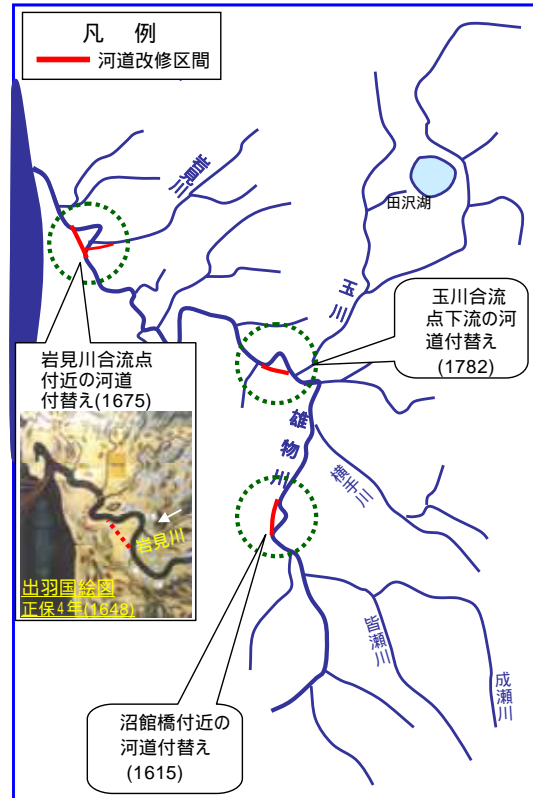 凡 例
河道改修区間
岩見川
田沢湖
玉川
玉川合流
点下流の河
道付替え
(1782)
岩見川合流点
付近の河道
付替え(1675)
雄物川
横手川
岩見川
出羽国絵図
正保4年(1648)
皆瀬川
成瀬川
沼館橋付近の
河道付替え
(1615)